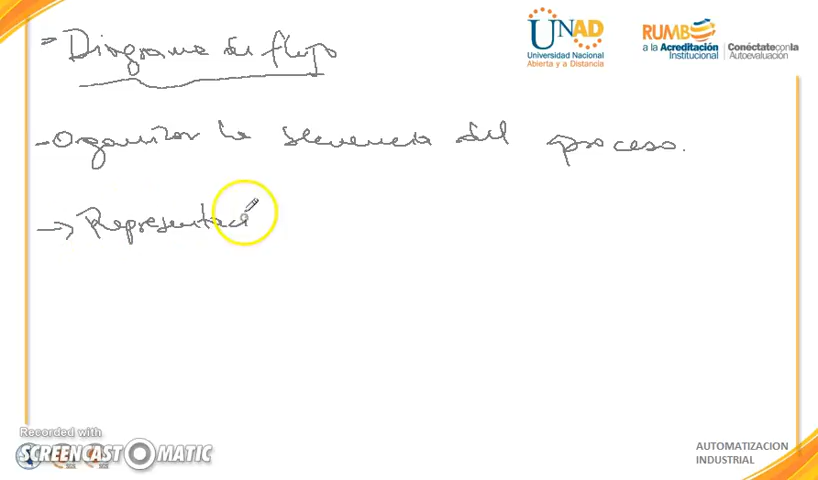 Diagrama de flujo
UNAD
Universidad Nacional
Abierta y a Distancia
RUMBO
a la Acreditación
Institucional
Conéctate con la
Autoevaluación
- Organizar la secuencia del proceso.
→ Representaci
Recorded with
SCREENCAST-O-MATIC
AUTOMATIZACION
INDUSTRIAL